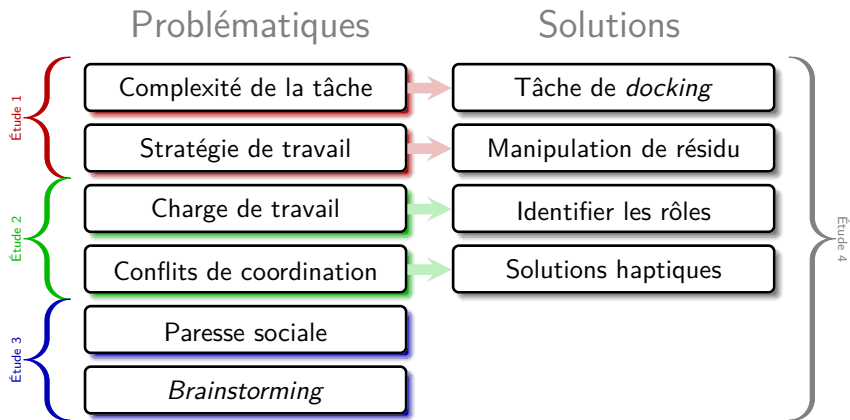 Problématiques
Solutions
Étude 1
Complexité de la tâche
Tâche de docking
Stratégie de travail
Manipulation de résidu
Étude 2
Charge de travail
Identifier les rôles
Conflits de coordination
Solutions haptiques
Étude 3
Paresse sociale
Brainstorming
Étude 4